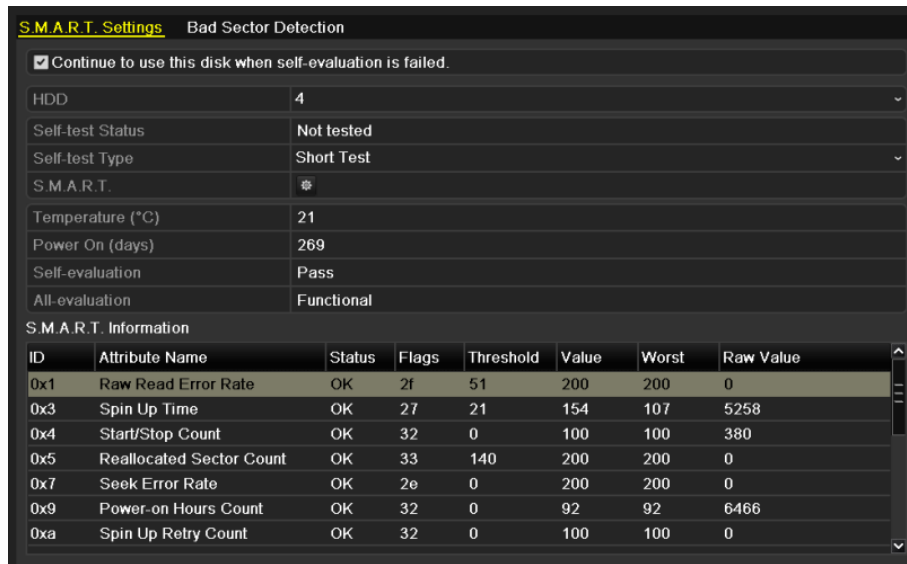 S.M.A.R.T. Settings Bad Sector Detection
Continue to use this disk when self-evaluation is failed.
HDD 4
Self-test Status Not tested
Self-test Type Short Test
S.M.A.R.T.
Temperature (°C) 21
Power On (days) 269
Self-evaluation Pass
All-evaluation Functional
S.M.A.R.T. Information
ID Attribute Name Status Flags Threshold Value Worst Raw Value
0x1 Raw Read Error Rate OK 2f 51 200 200 0
0x3 Spin Up Time OK 27 21 154 107 5258
0x4 Start/Stop Count OK 32 0 100 100 380
0x5 Reallocated Sector Count OK 33 140 200 200 0
0x7 Seek Error Rate OK 2e 0 200 200 0
0x9 Power-on Hours Count OK 32 0 92 92 6466
0xa Spin Up Retry Count OK 32 0 100 100 0